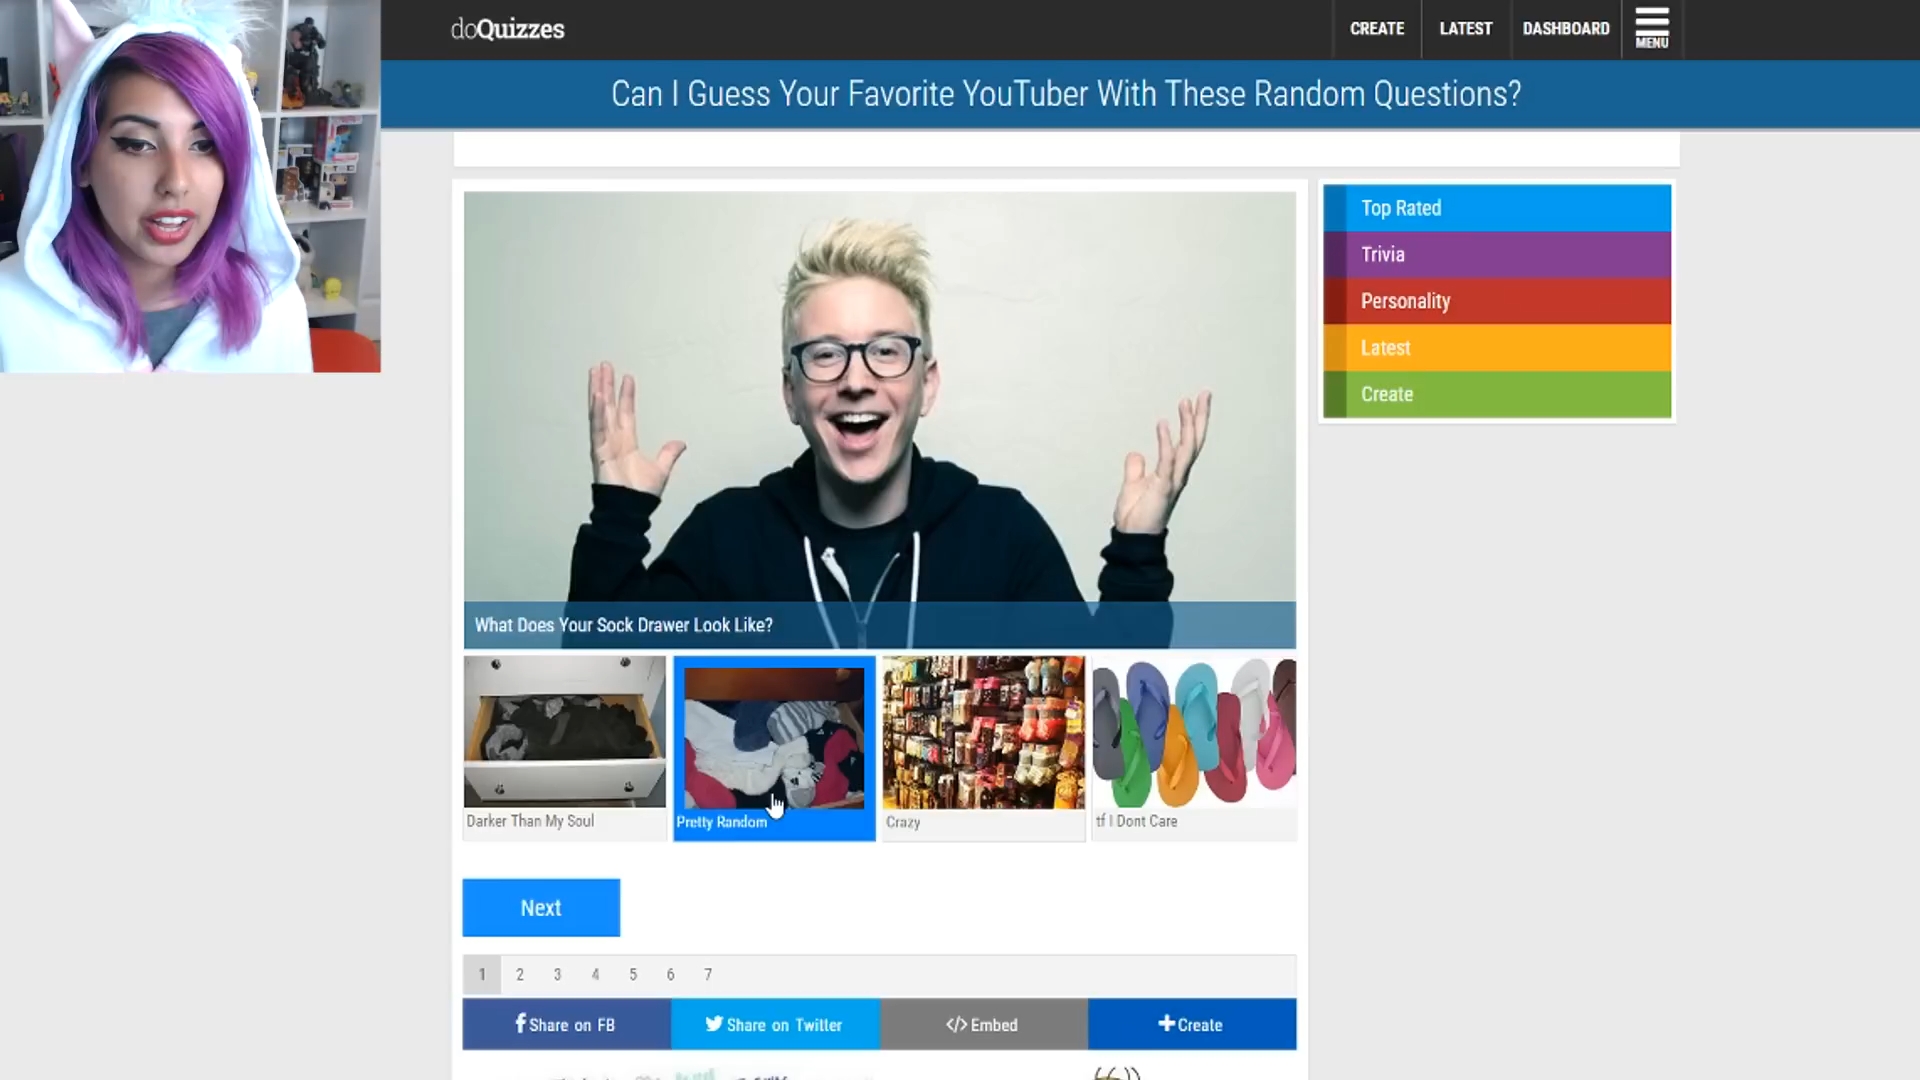 doQuizzes
CREATE
LATEST
DASHBOARD
MENU
Can I Guess Your Favorite YouTuber With These Random Questions?
Top Rated
Trivia
Personality
Latest
Create
What Does Your Sock Drawer Look Like?
Darker Than My Soul
Pretty Random
Crazy
tf I Dont Care
Next
1 2 3 4 5 6 7
Share on FB
Share on Twitter
</> Embed
+Create